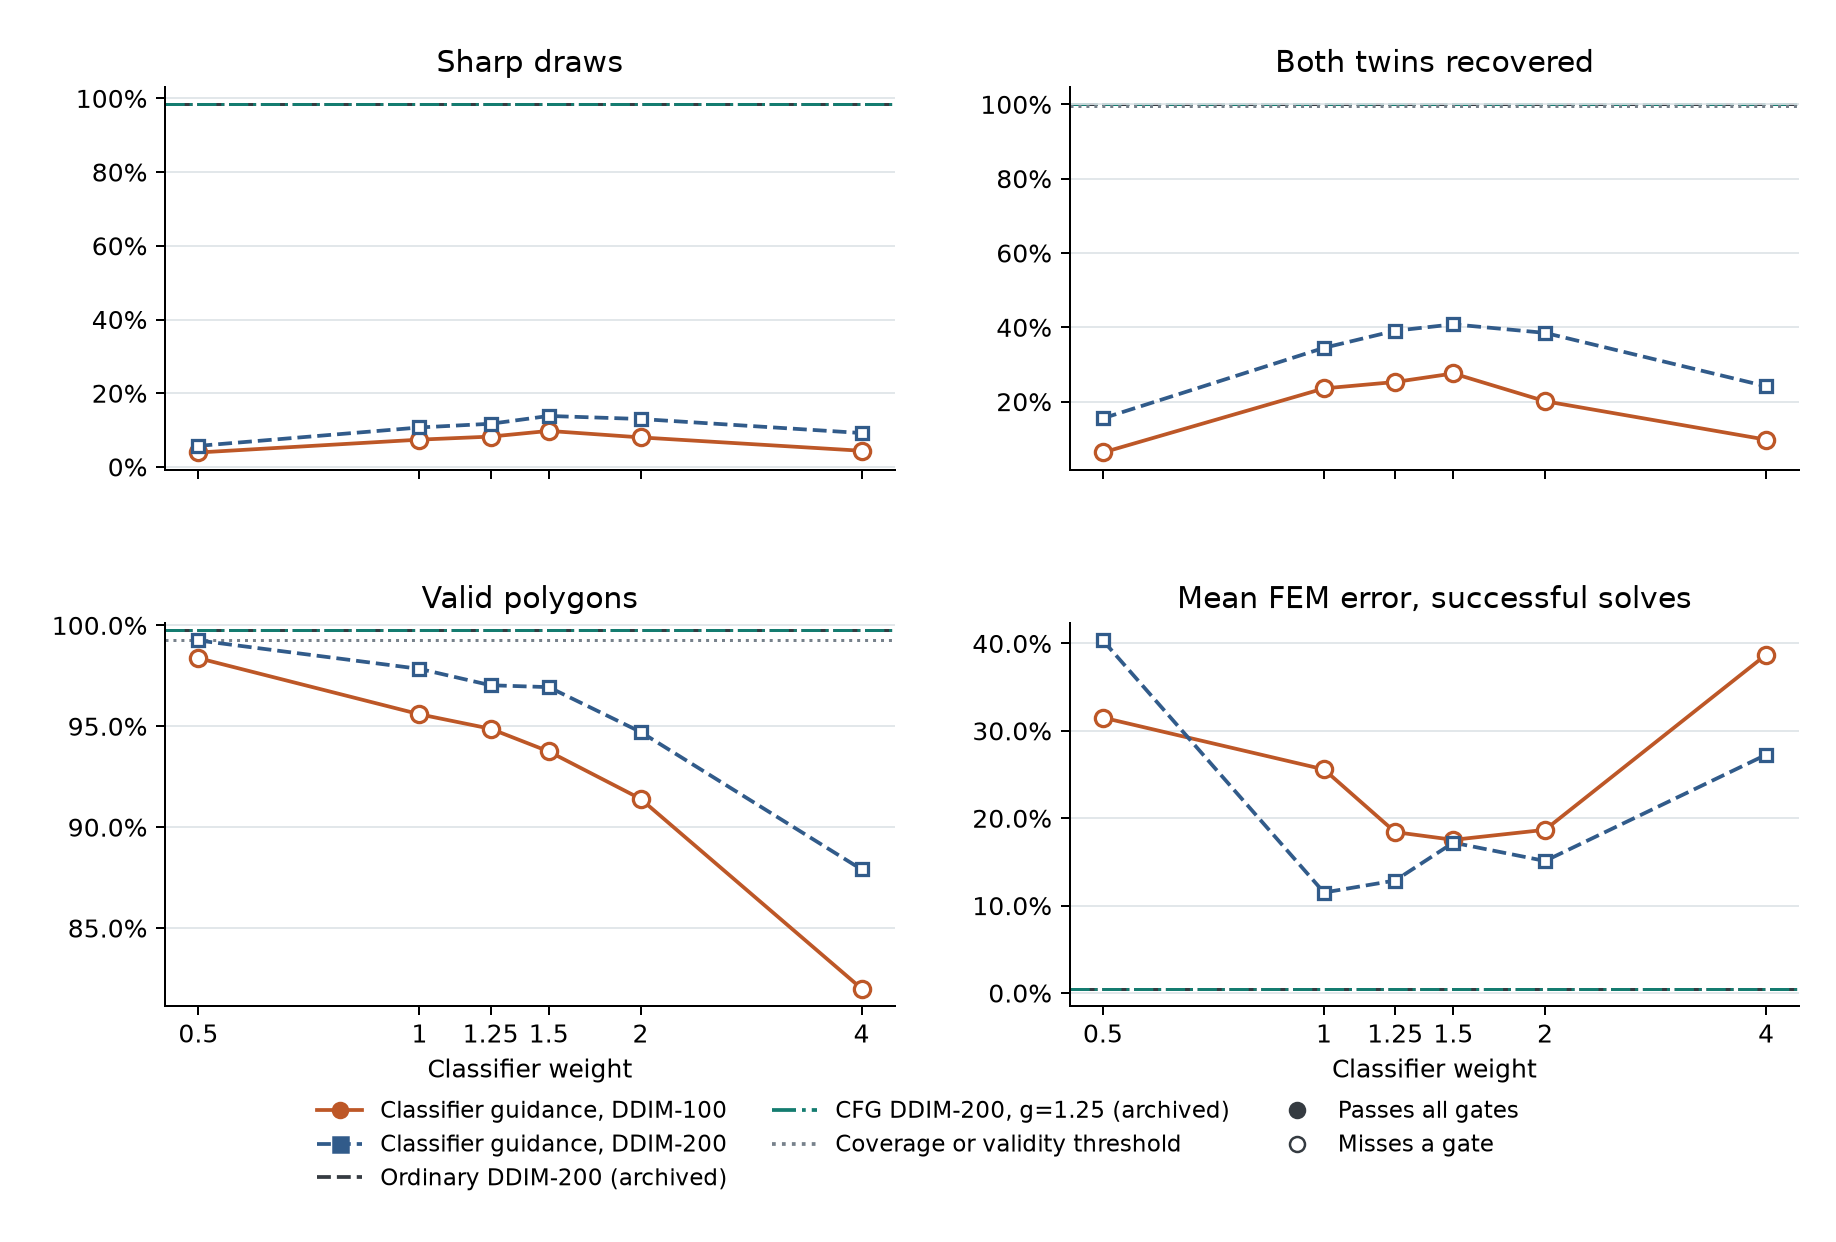 Sharp draws
100%
80%
60%
40%
20%
0%
Both twins recovered
100%
80%
60%
40%
20%
Valid polygons
100.0%
95.0%
90.0%
85.0%
0.5 1 1.25 1.5 2 4
Classifier weight
Mean FEM error, successful solves
40.0%
30.0%
20.0%
10.0%
0.0%
0.5 1 1.25 1.5 2 4
Classifier weight
Classifier guidance, DDIM-100
Classifier guidance, DDIM-200
Ordinary DDIM-200 (archived)
CFG DDIM-200, g=1.25 (archived)
Coverage or validity threshold
Passes all gates
Misses a gate